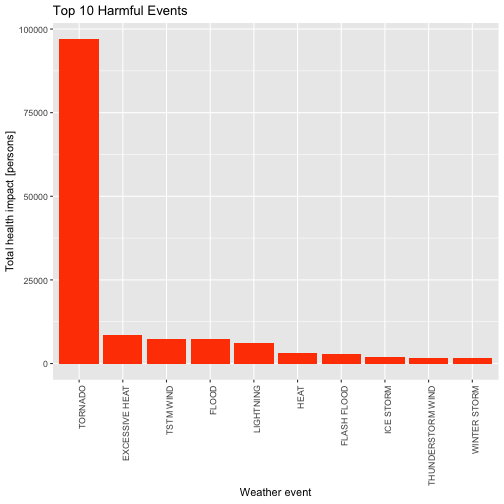 Top 10 Harmful Events
Total health impact [persons]
100000
75000
50000
25000
0
TORNADO
EXCESSIVE HEAT
TSTM WIND
FLOOD
LIGHTNING
HEAT
FLASH FLOOD
ICE STORM
THUNDERSTORM WIND
WINTER STORM
Weather event